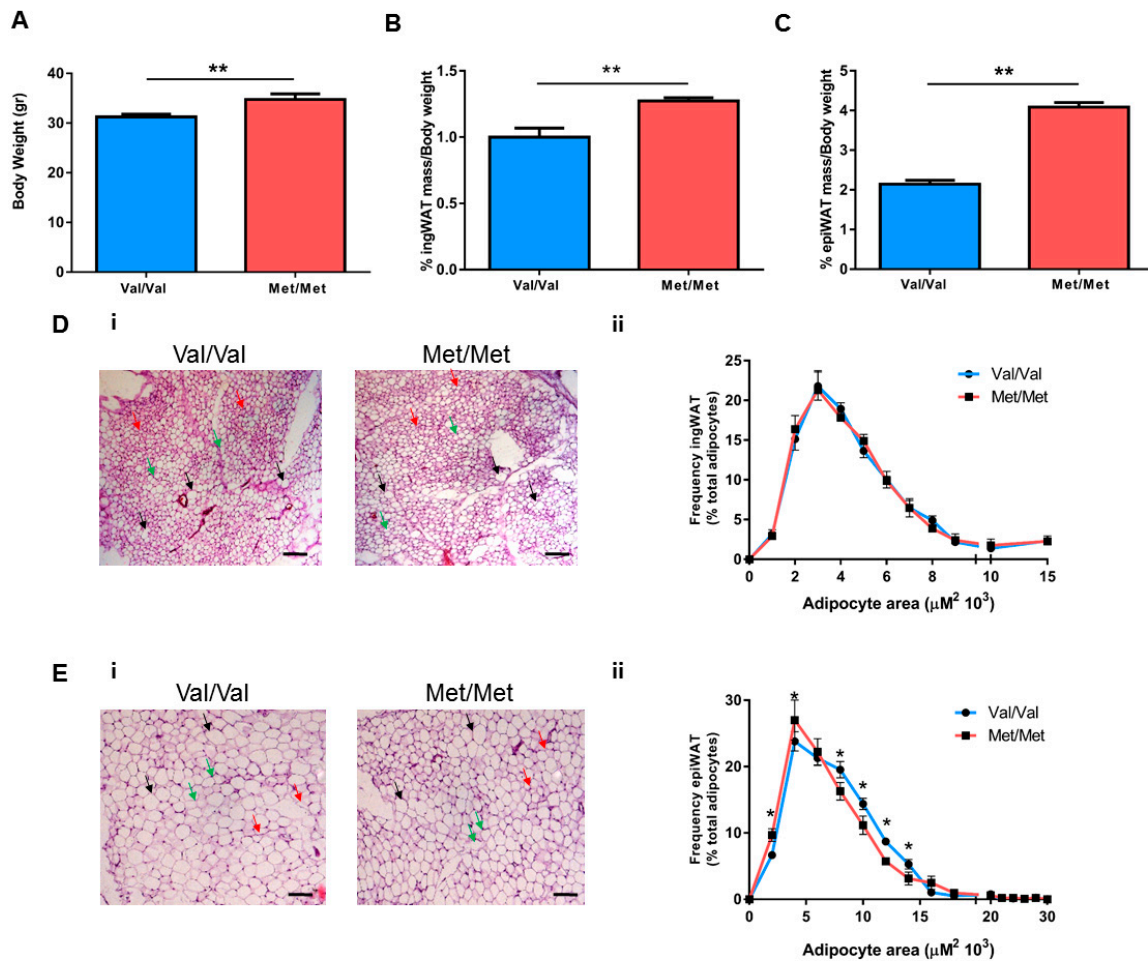 A
B
C
**
**
**
Body Weight (gr)
40
30
20
10
0
Val/Val
Met/Met
% ingWAT mass/Body weight
1.5
1.0
0.5
0.0
Val/Val
Met/Met
% epiWAT mass/Body weight
5
4
3
2
1
0
Val/Val
Met/Met
D
i
Val/Val
Met/Met
ii
Frequency ingWAT
(% total adipocytes)
25
20
15
10
5
0
Val/Val
Met/Met
0 2 4 6 8 10 15
Adipocyte area (μM² 10³)
E
i
Val/Val
Met/Met
ii
Frequency epiWAT
(% total adipocytes)
30
20
10
0
* * * * * *
Val/Val
Met/Met
0 5 10 15 20 30
Adipocyte area (μM² 10³)